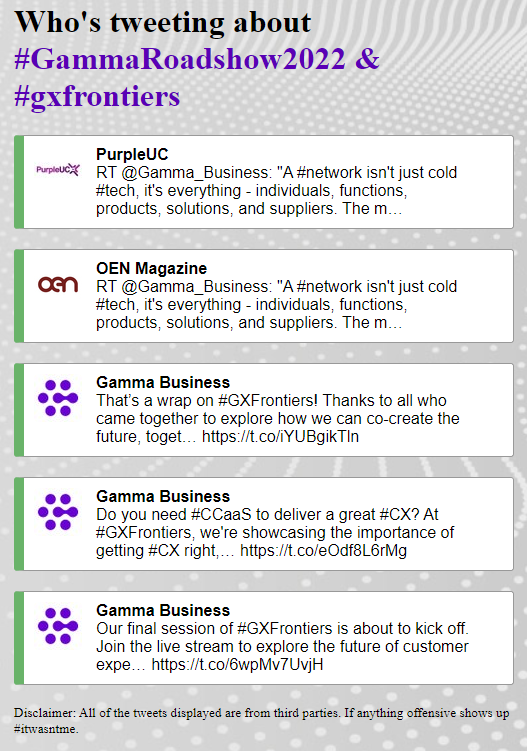 Who's tweeting about
#GammaRoadshow2022 &
#gxfrontiers
PurpleUC
PurpleUC
RT @Gamma_Business: "A #network isn't just cold
#tech, it's everything - individuals, functions,
products, solutions, and suppliers. The m…
oen
OEN Magazine
RT @Gamma_Business: "A #network isn't just cold
#tech, it's everything - individuals, functions,
products, solutions, and suppliers. The m…
Gamma Business
That’s a wrap on #GXFrontiers! Thanks to all who
came together to explore how we can co-create the
future, toget… https://t.co/iYUBgikTln
Gamma Business
Do you need #CCaaS to deliver a great #CX? At
#GXFrontiers, we're showcasing the importance of
getting #CX right,… https://t.co/eOdf8L6rMg
Gamma Business
Our final session of #GXFrontiers is about to kick off.
Join the live stream to explore the future of customer
expe… https://t.co/6wpMv7UvjH
Disclaimer: All of the tweets displayed are from third parties. If anything offensive shows up
#itwasntme.